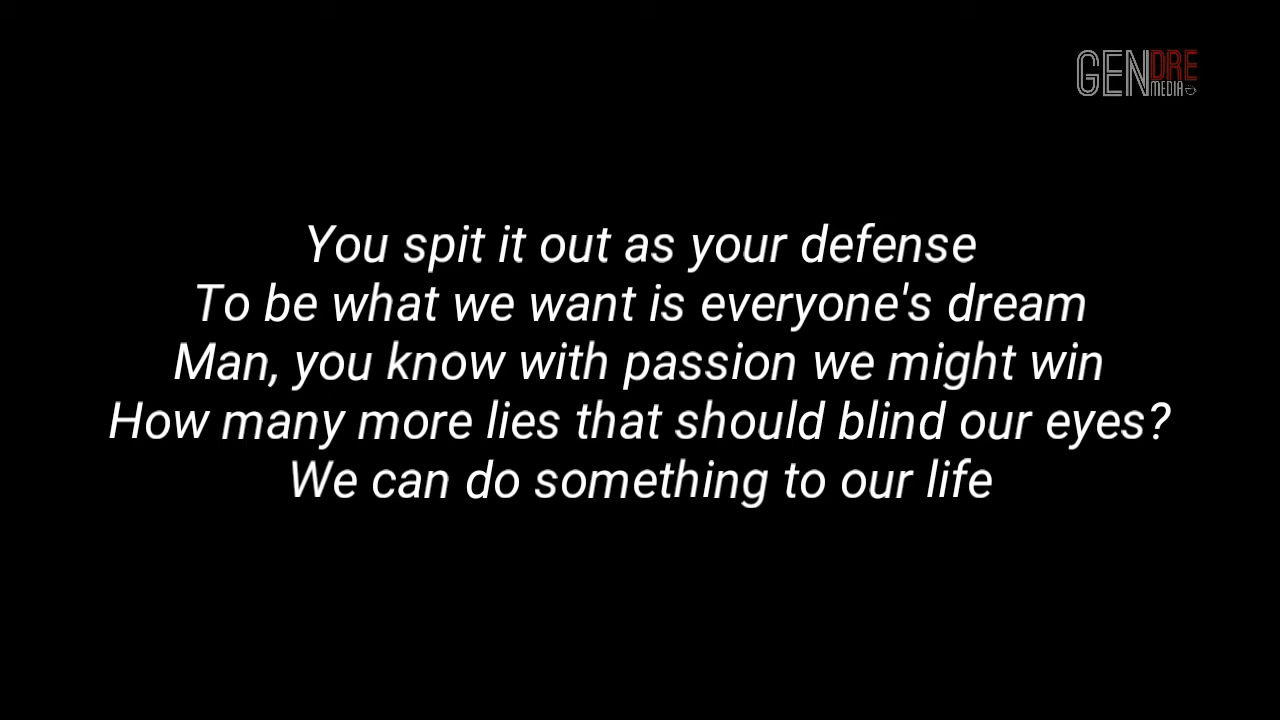 GENDRE
MEDIA
You spit it out as your defense
To be what we want is everyone's dream
Man, you know with passion we might win
How many more lies that should blind our eyes?
We can do something to our life